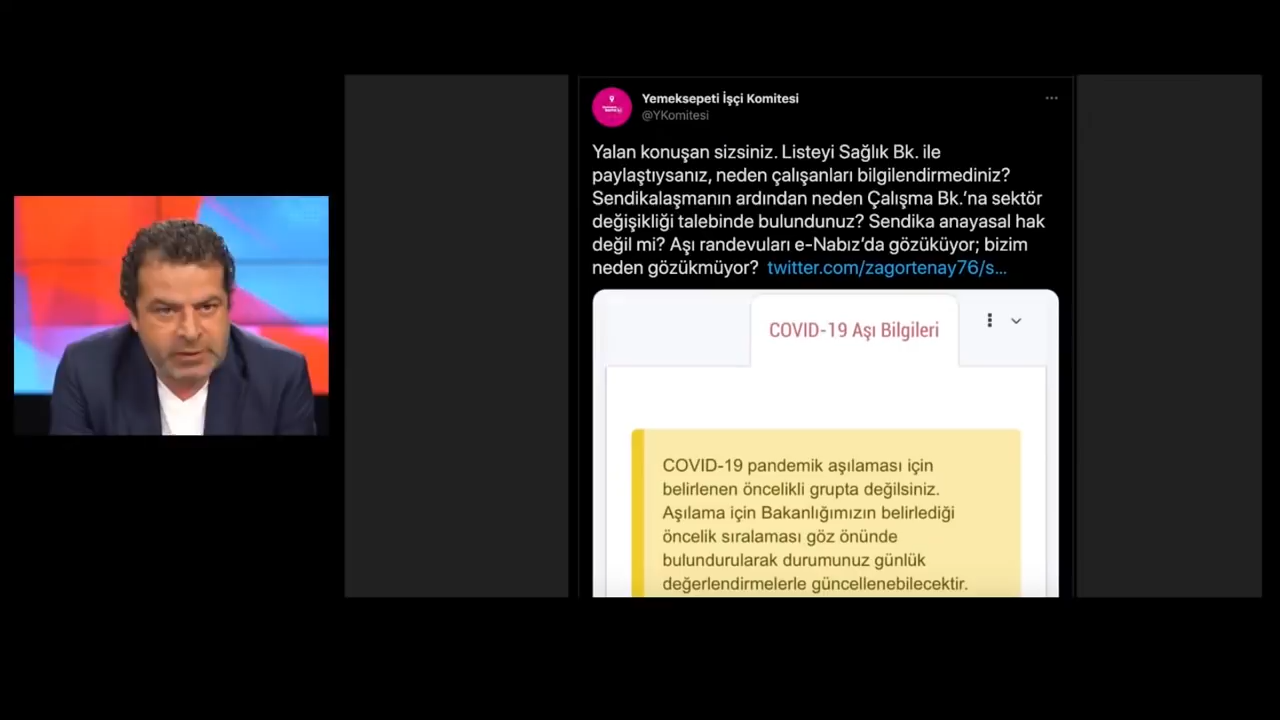 Yemeksepeti İşçi Komitesi
@YKomitesi
Yalan konuşan sizsiniz. Listeyi Sağlık Bk. ile
paylaştıysanız, neden çalışanları bilgilendirmediniz?
Sendikalaşmanın ardından neden Çalışma Bk.’na sektör
değişikliği talebinde bulundunuz? Sendika anayasal hak
değil mi? Aşı randevuları e-Nabız’da gözüküyor; bizim
neden gözükmüyor? twitter.com/zagortenay76/s...
COVID-19 Aşı Bilgileri
COVID-19 pandemik aşılaması için
belirlenen öncelikli grupta değilsiniz.
Aşılama için Bakanlığımızın belirlediği
öncelik sıralaması göz önünde
bulundurularak durumunuz günlük
değerlendirmelerle güncellenebilecektir.